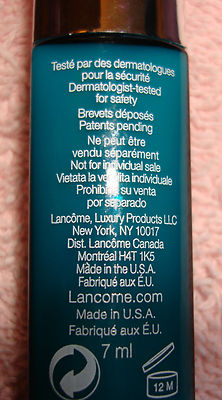 Testé par des dermatologues
pour la sécurité
Dermatologist-tested
for safety
Brevets déposés
Patents pending
Ne peut être
vendu séparément
Not for individual sale
Vietata la vendita individuale
Prohibida su venta
por separado
Lancôme, Luxury Products LLC
New York, NY 10017
Dist. Lancôme Canada
Montréal H4T 1K5
Made in the U.S.A.
Fabriqué aux É.U.
Lancome.com
Made in U.S.A.
Fabriqué aux É.U.
7 ml
12 M